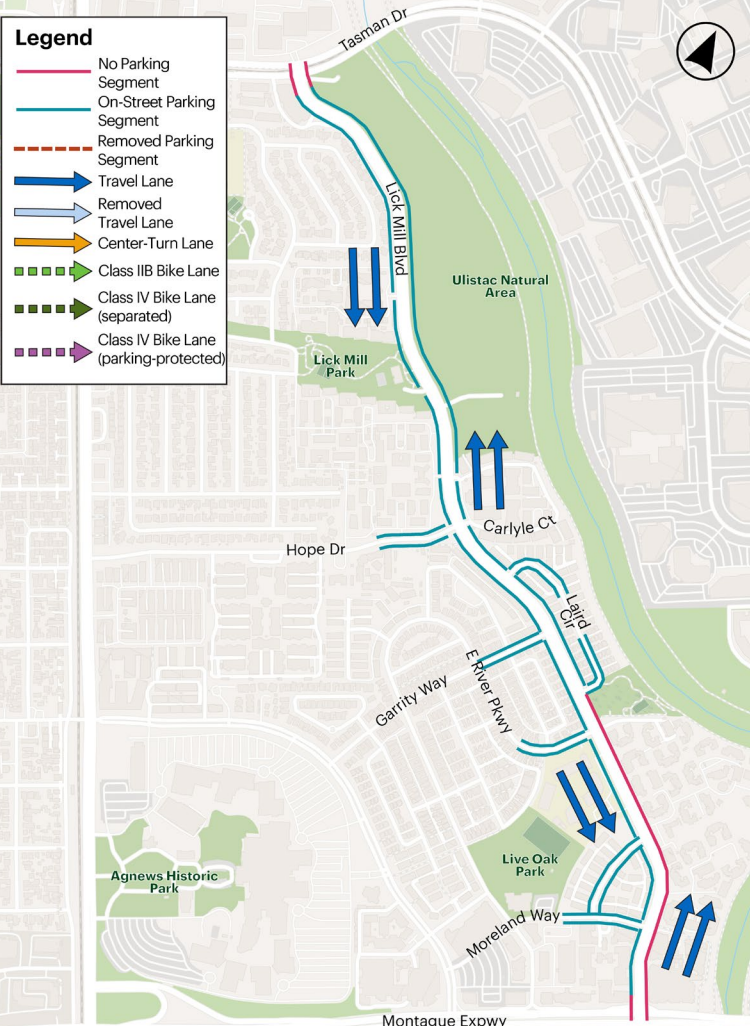 Legend
No Parking
Segment
On-Street Parking
Segment
Removed Parking
Segment
Travel Lane
Removed
Travel Lane
Center-Turn Lane
Class IIB Bike Lane
Class IV Bike Lane
(separated)
Class IV Bike Lane
(parking-protected)
Tasman Dr
Lick Mill Blvd
Ulistac Natural
Area
Lick Mill
Park
Carlyle Ct
Hope Dr
Laird
Cir
E River Pkwy
Garrity Way
Live Oak
Park
Agnews Historic
Park
Moreland Way
Montague Expwy